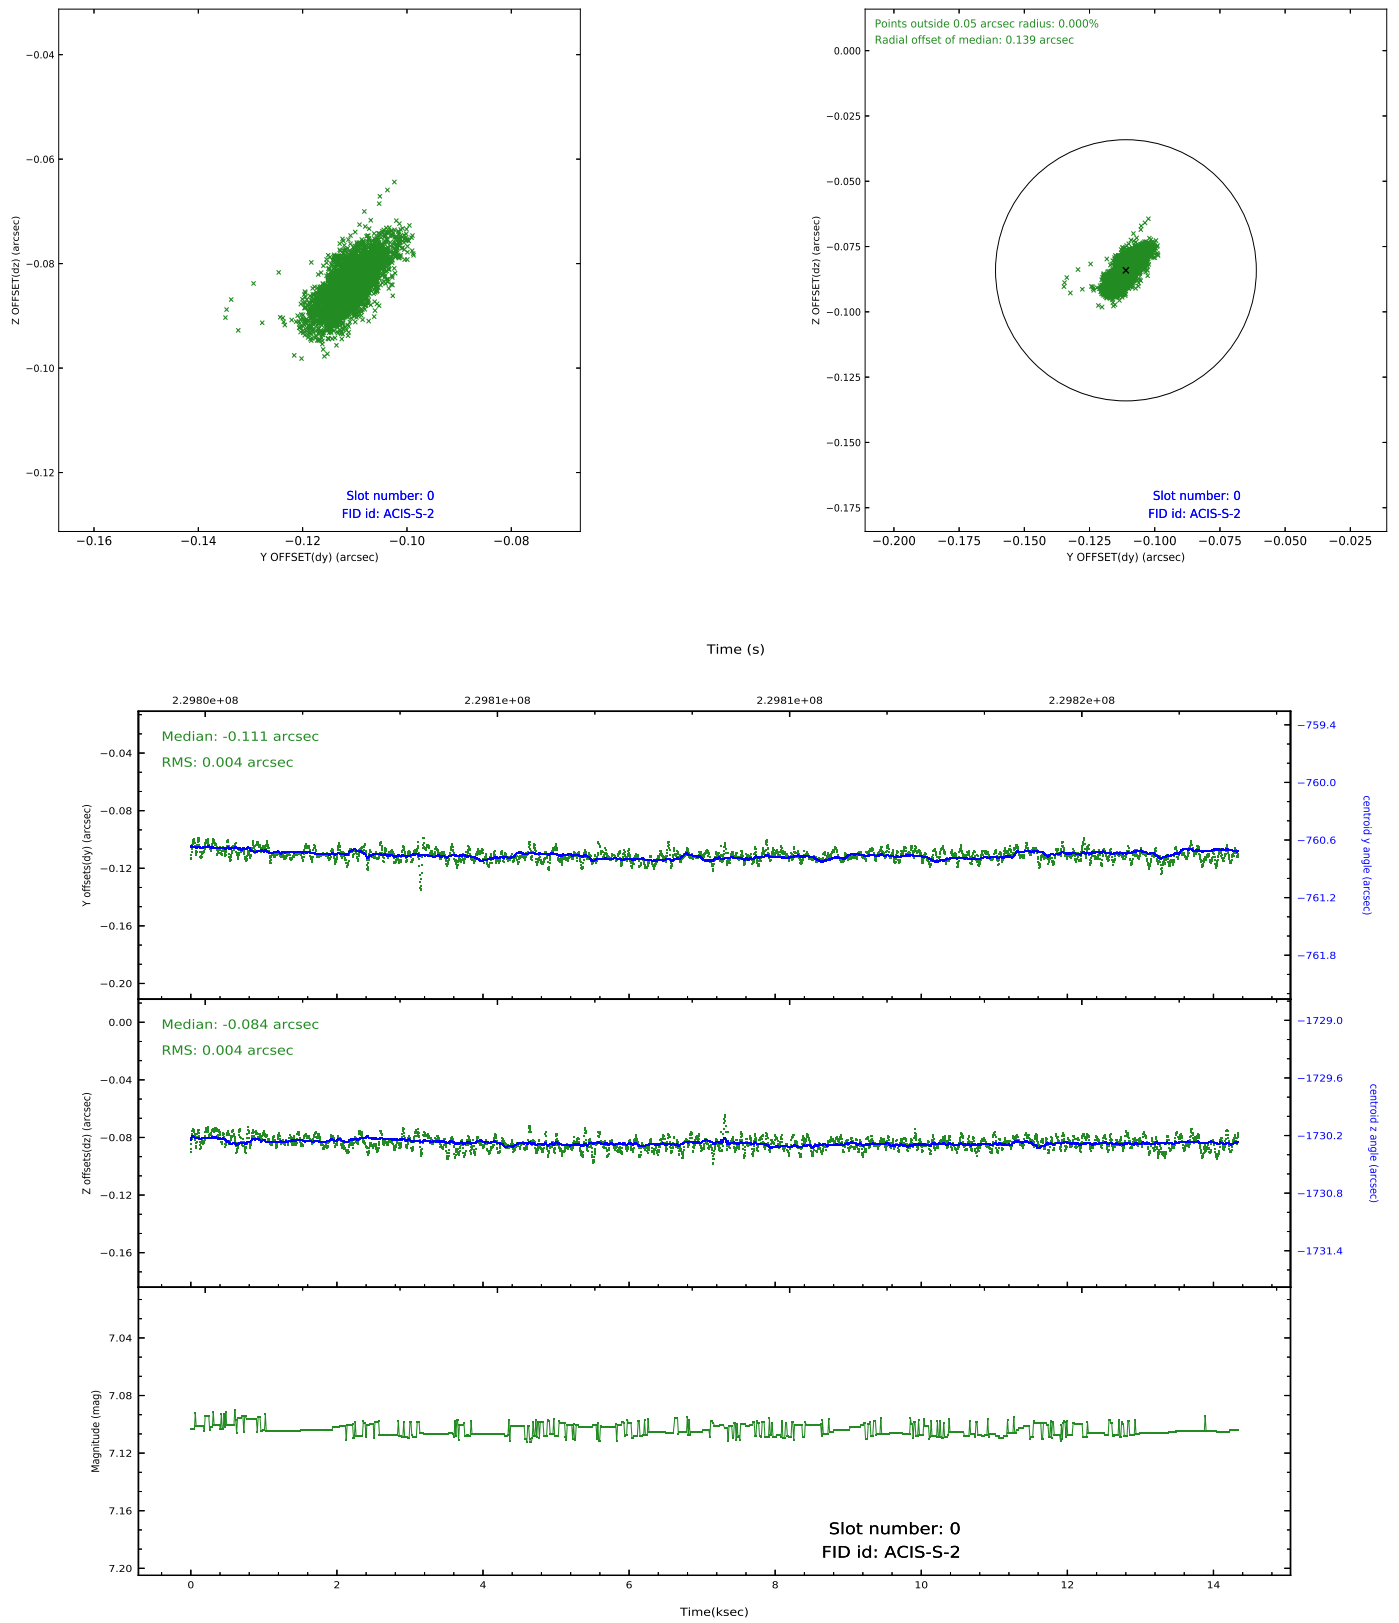 −0.04
−0.06
−0.08
−0.10
−0.12
Z OFFSET(dz) (arcsec)
Slot number: 0
FID id: ACIS-S-2
−0.16
−0.14
−0.12
−0.10
−0.08
Y OFFSET(dy) (arcsec)
Points outside 0.05 arcsec radius: 0.000%
Radial offset of median: 0.139 arcsec
0.000
−0.025
−0.050
−0.075
−0.100
−0.125
−0.150
−0.175
Z OFFSET(dz) (arcsec)
Slot number: 0
FID id: ACIS-S-2
−0.200
−0.175
−0.150
−0.125
−0.100
−0.075
−0.050
−0.025
Y OFFSET(dy) (arcsec)
Time (s)
2.2980e+08
2.2981e+08
2.2981e+08
2.2982e+08
Median: -0.111 arcsec
RMS: 0.004 arcsec
−0.04
−0.08
−0.12
−0.16
−0.20
Y offsets(dy) (arcsec)
−759.4
−760.0
−760.6
−761.2
−761.8
centroid y angle (arcsec)
Median: -0.084 arcsec
RMS: 0.004 arcsec
0.00
−0.04
−0.08
−0.12
−0.16
Z offsets(dz) (arcsec)
−1729.0
−1729.6
−1730.2
−1730.8
−1731.4
centroid z angle (arcsec)
7.04
7.08
7.12
7.16
7.20
Magnitude (mag)
Slot number: 0
FID id: ACIS-S-2
0
2
4
6
8
10
12
14
Time(ksec)